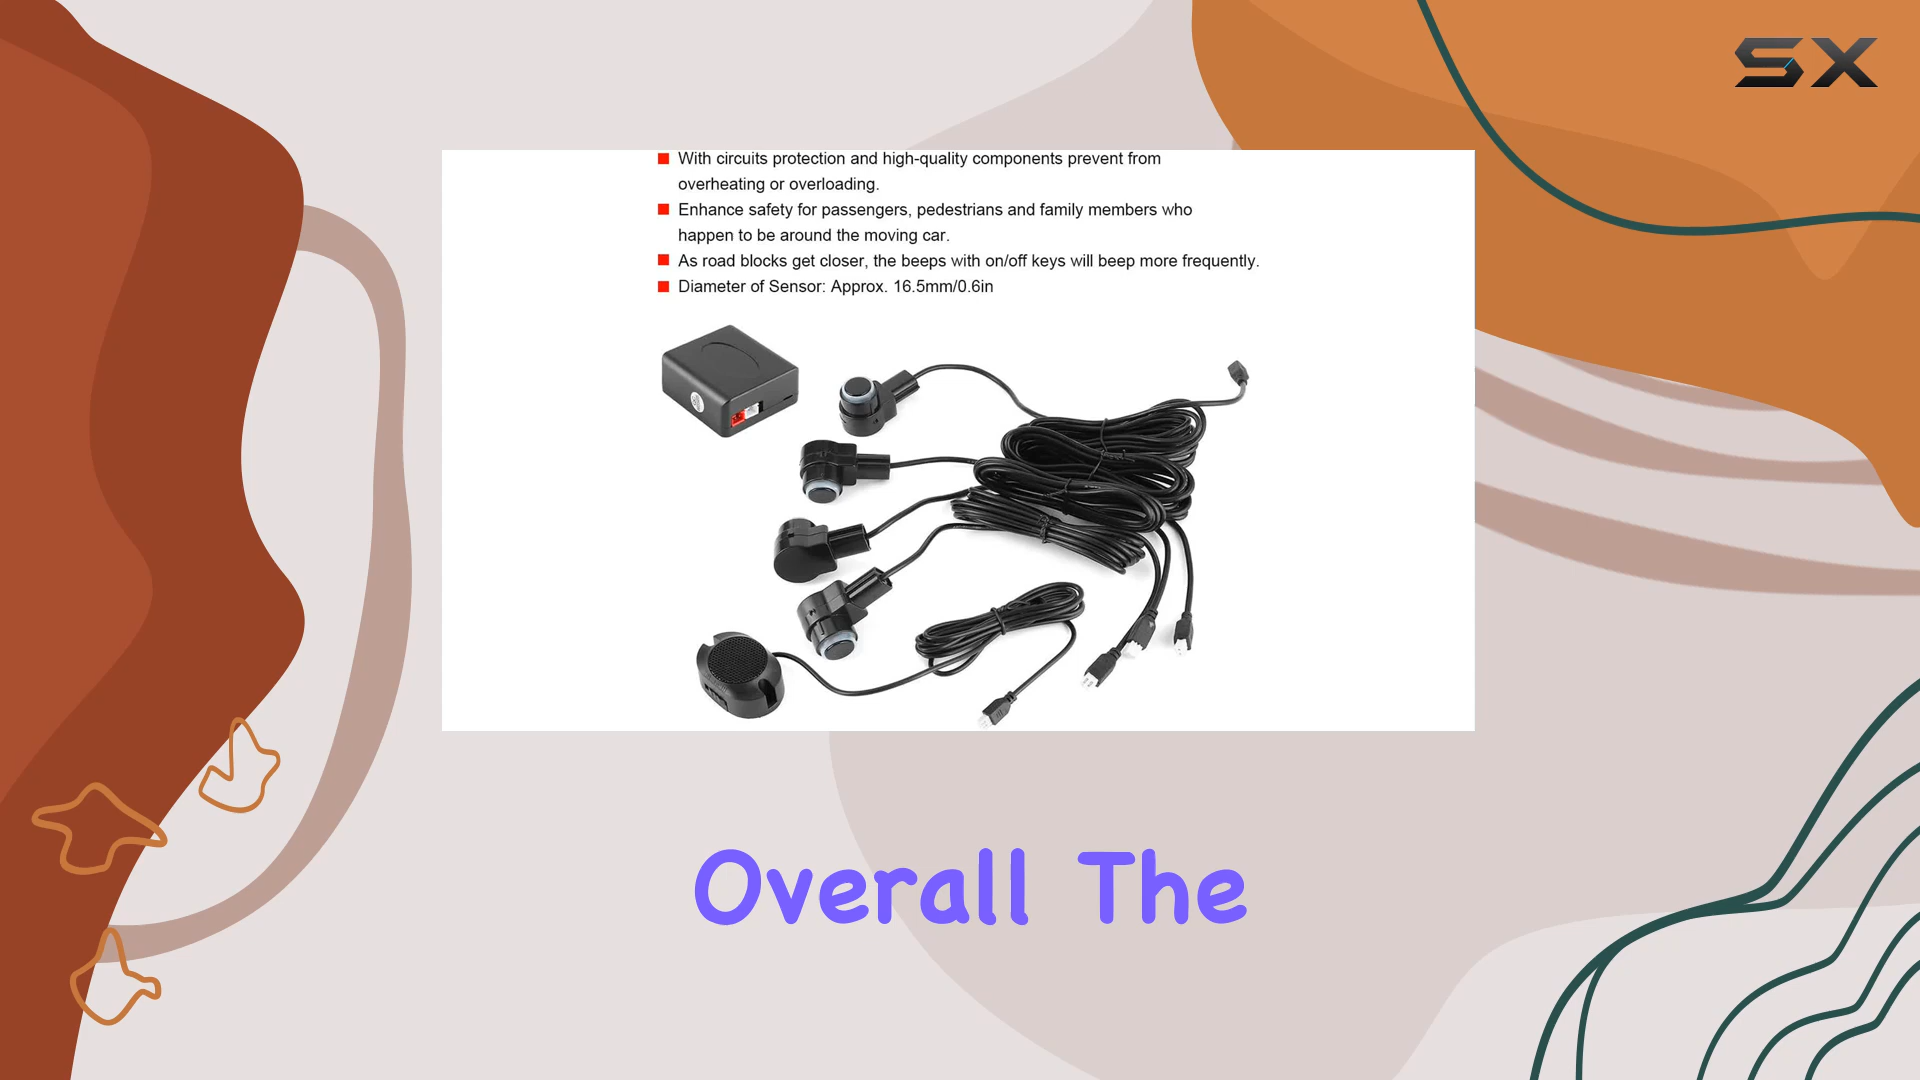 SX
With circuits protection and high-quality components prevent from
overheating or overloading.
Enhance safety for passengers, pedestrians and family members who
happen to be around the moving car.
As road blocks get closer, the beeps with on/off keys will beep more frequently.
Diameter of Sensor: Approx. 16.5mm/0.6in
Overall The